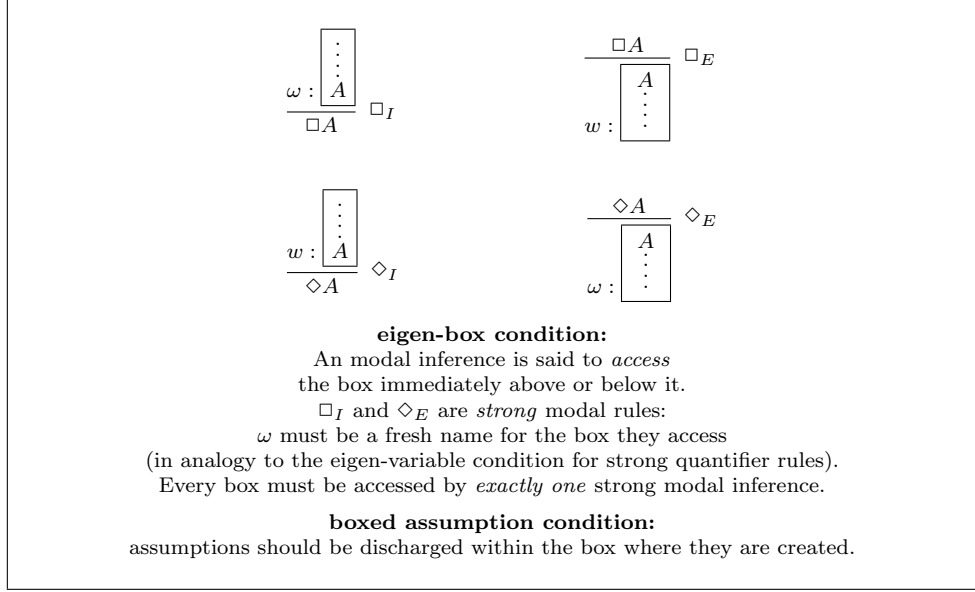 A A
ω : A □I w : ⋮ □E
□A
ω : A
□A □I
□A □E
A
w :
w : A
◇A ◇I
◇A ◇E
A
ω :
eigen-box condition:
An modal inference is said to access
the box immediately above or below it.
□I and ◇E are strong modal rules:
ω must be a fresh name for the box they access
(in analogy to the eigen-variable condition for strong quantifier rules).
Every box must be accessed by exactly one strong modal inference.
boxed assumption condition:
assumptions should be discharged within the box where they are created.